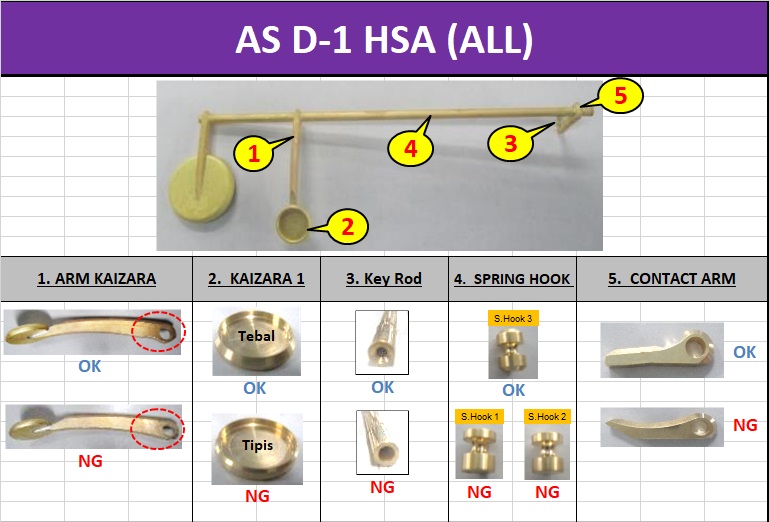 AS D-1 HSA (ALL)
5
1
4
3
2
1. ARM KAIZARA
2. KAIZARA 1
3. Key Rod
4. SPRING HOOK
5. CONTACT ARM
Tebal
S.Hook 3
OK
OK
OK
OK
OK
Tipis
S.Hook 1
S.Hook 2
NG
NG
NG
NG
NG
NG